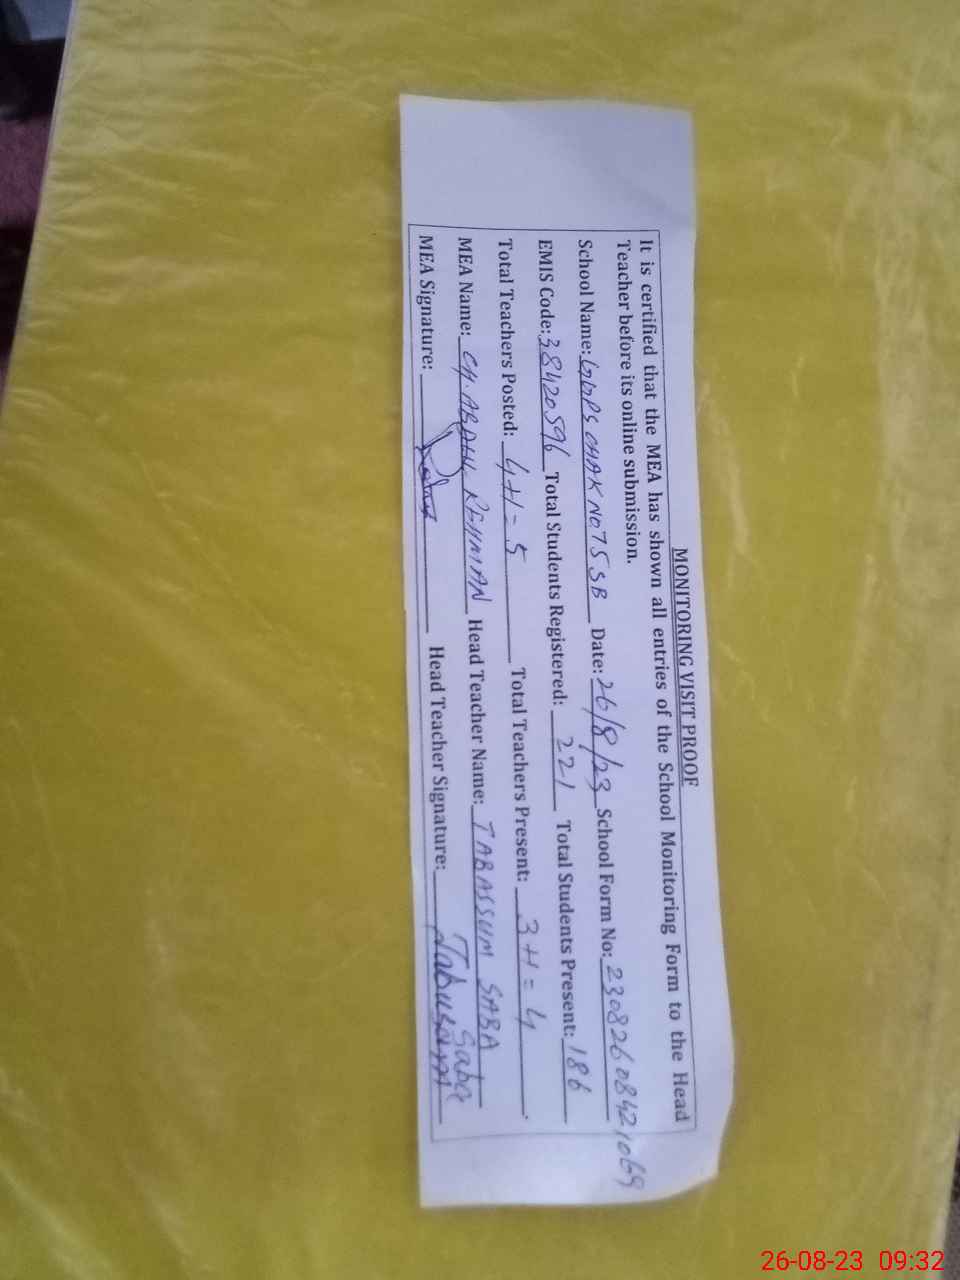 MONITORING VISIT PROOF
It is certified that the MEA has shown all entries of the School Monitoring Form to the Head
Teacher before its online submission.
School Name: GGPS CHAK NO.75 SB Date: 26/8/23 School Form No: 23082608421069
EMIS Code: 38420596 Total Students Registered: 221 Total Students Present: 186
Total Teachers Posted: 4+1=5 Total Teachers Present: 3+1=4
MEA Name: CH. ABDUL REHMAN Head Teacher Name: TABASSUM SABA
MEA Signature: Head Teacher Signature: Tabusam Saba
26-08-23 09:32